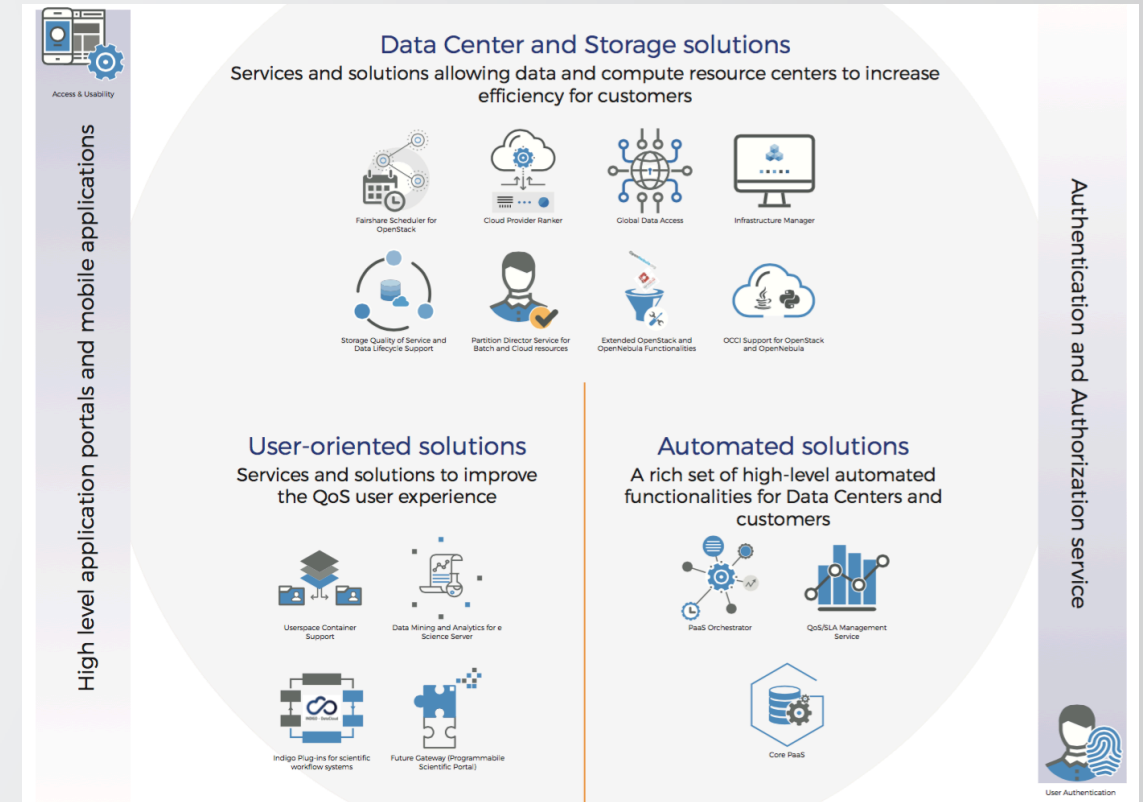 Access & Usability
High level application portals and mobile applications
Data Center and Storage solutions
Services and solutions allowing data and compute resource centers to increase
efficiency for customers
Fairshare Scheduler for
OpenStack
Cloud Provider Ranker
Global Data Access
Infrastructure Manager
Storage Quality of Service and
Data Lifecycle Support
Partition Director Service for
Batch and Cloud resources
Extended OpenStack and
OpenNebula Functionalities
OCCI Support for OpenStack
and OpenNebula
User-oriented solutions
Services and solutions to improve
the QoS user experience
Userspace Container
Support
Data Mining and Analytics for e
Science Server
Indigo Plug-ins for scientific
workflow systems
Future Gateway (Programmabile
Scientific Portal)
Automated solutions
A rich set of high-level automated
functionalities for Data Centers and
customers
PaaS Orchestrator
QoS/SLA Management
Service
Core PaaS
Authentication and Authorization service
User Authentication